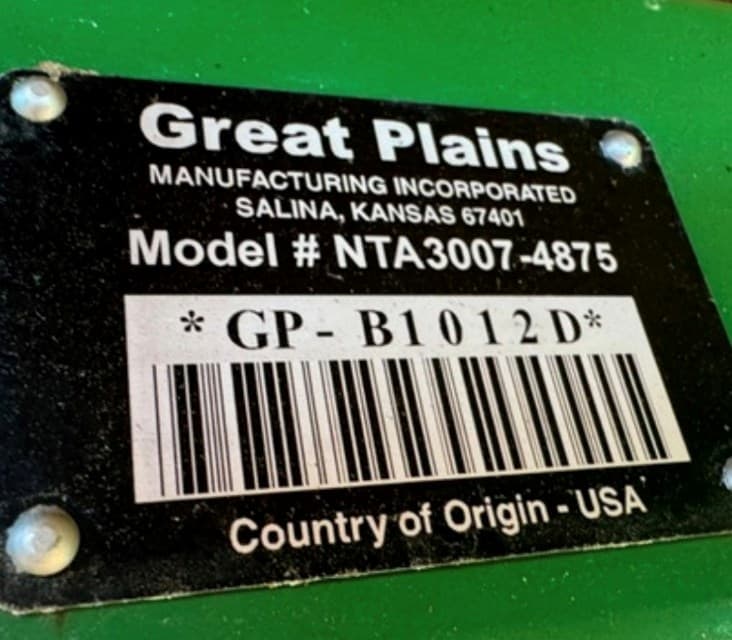 Great Plains
MANUFACTURING INCORPORATED
SALINA, KANSAS 67401
Model # NTA3007-4875
* GP- B1012D*
Country of Origin - USA